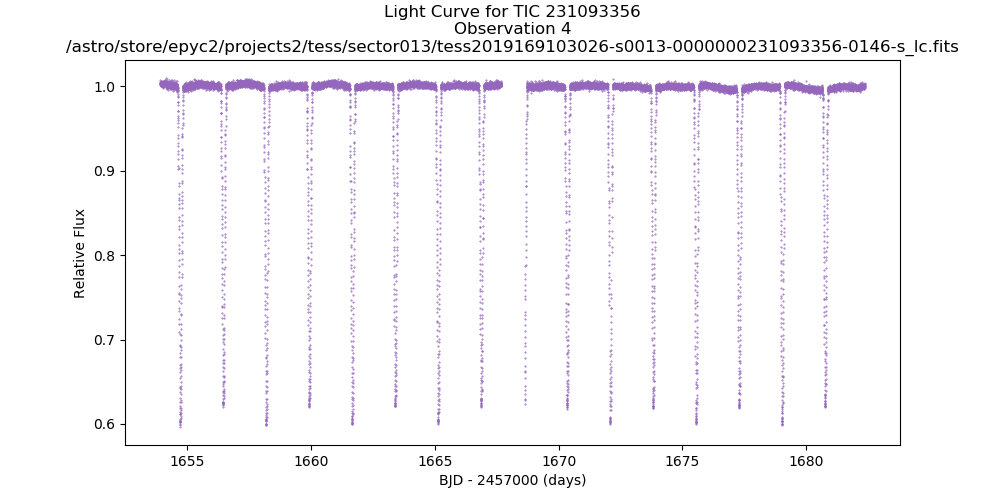 Light Curve for TIC 231093356
Observation 4
/astro/store/epyc2/projects2/tess/sector013/tess2019169103026-s0013-0000000231093356-0146-s_lc.fits
1.0
0.9
0.8
0.7
0.6
Relative Flux
1655 1660 1665 1670 1675 1680
BJD - 2457000 (days)